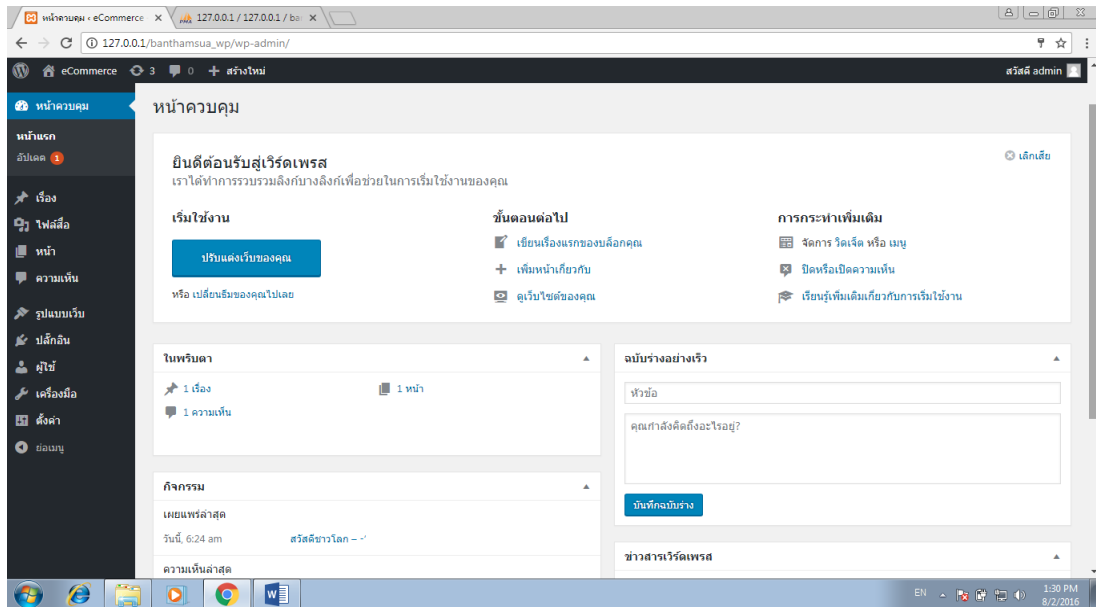 หน้าควบคุม ‹ eCommerce
127.0.0.1 / 127.0.0.1 / ba
127.0.0.1/banthamsua_wp/wp-admin/
eCommerce 3 0 + สร้างใหม่ สวัสดี admin
หน้าควบคุม
หน้าแรก
อัปเดต 1
เรื่อง
ไฟล์สื่อ
หน้า
ความเห็น
รูปแบบเว็บ
ปลั๊กอิน
ผู้ใช้
เครื่องมือ
ตั้งค่า
ย่อเมนู
หน้าควบคุม
ยินดีต้อนรับสู่เวิร์ดเพรส
เลิกเสีย
เราได้ทำการรวบรวมลิงก์บางลิงก์เพื่อช่วยในการเริ่มใช้งานของคุณ
เริ่มใช้งาน
ปรับแต่งเว็บของคุณ
หรือ เปลี่ยนธีมของคุณไปเลย
ขั้นตอนต่อไป
เขียนเรื่องแรกของบล็อกคุณ
เพิ่มหน้าเกี่ยวกับ
ดูเว็บไซต์ของคุณ
การกระทำเพิ่มเติม
จัดการ วิดเจ็ต หรือ เมนู
ปิดหรือเปิดความเห็น
เรียนรู้เพิ่มเติมเกี่ยวกับการเริ่มใช้งาน
ในพริบตา
1 เรื่อง
1 หน้า
1 ความเห็น
กิจกรรม
เผยแพร่ล่าสุด
วันนี้, 6:24 am สวัสดีชาวโลก – -'
ความเห็นล่าสุด
ฉบับร่างอย่างเร็ว
หัวข้อ
คุณกำลังคิดถึงอะไรอยู่?
บันทึกฉบับร่าง
ข่าวสารเวิร์ดเพรส
EN
1:30 PM
8/2/2016